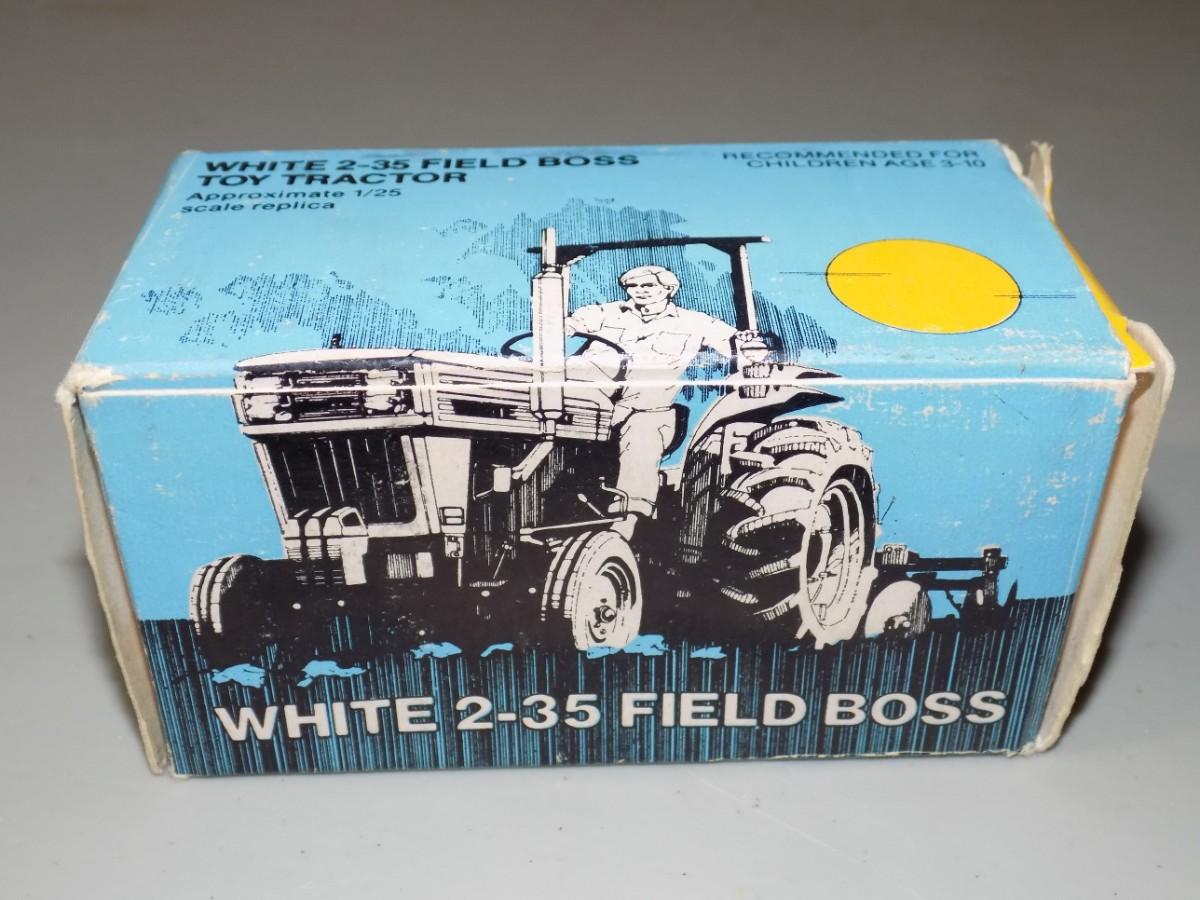 WHITE 2-35 FIELD BOSS
TOY TRACTOR
Approximate 1/25
scale replica
RECOMMENDED FOR
CHILDREN AGE 3-10
WHITE 2-35 FIELD BOSS